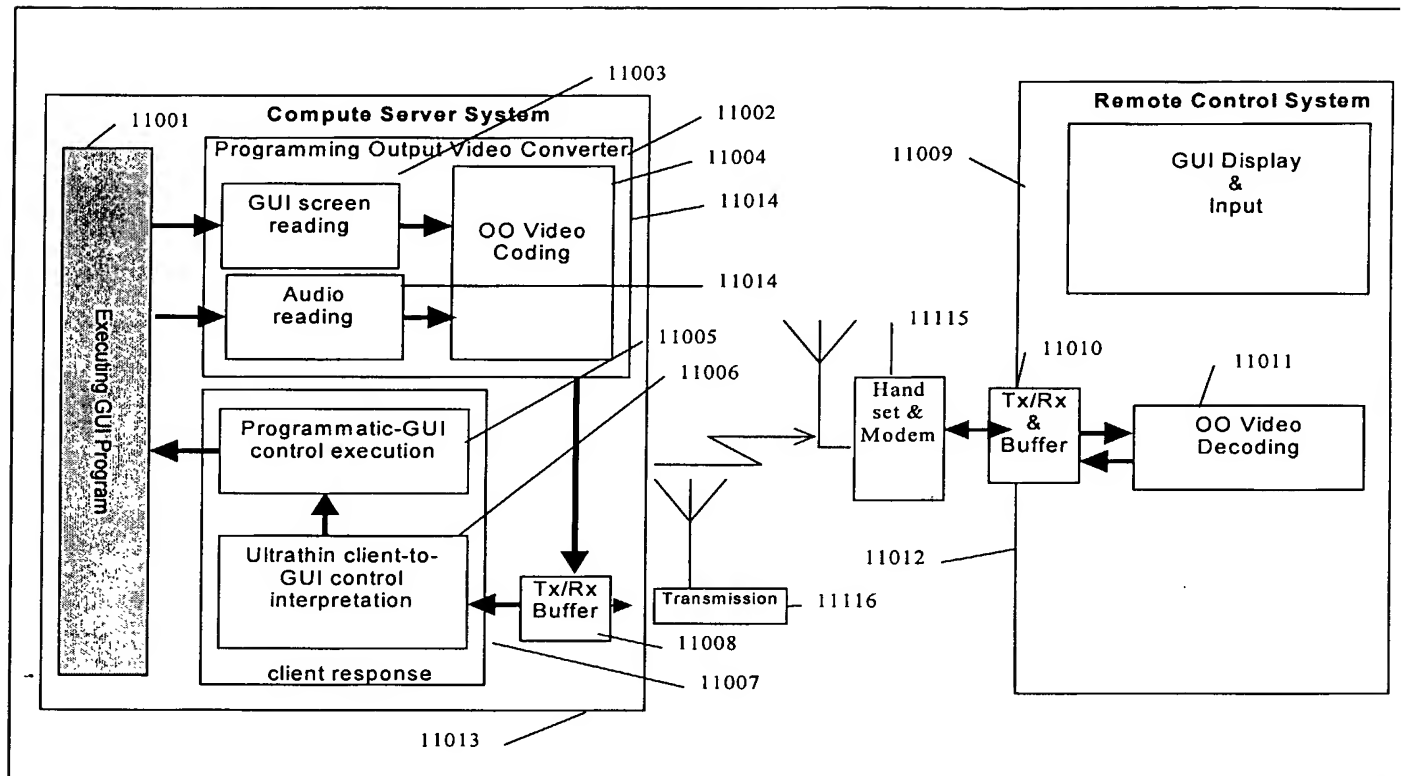 11003
Compute Server System
Remote Control System
11001
11002
Programming Output Video Converter
11004
11009
GUI Display
&
Input
GUI screen
reading
11014
OO Video
Coding
Audio
reading
11014
Executing GUI Program
11115
11005
11010
11011
11006
Hand
set &
Modem
Tx/Rx
&
Buffer
OO Video
Decoding
Programmatic-GUI
control execution
Ultrathin client-to-
GUI control
interpretation
11012
Tx/Rx
Buffer
Transmission
11116
11008
client response
11007
11013